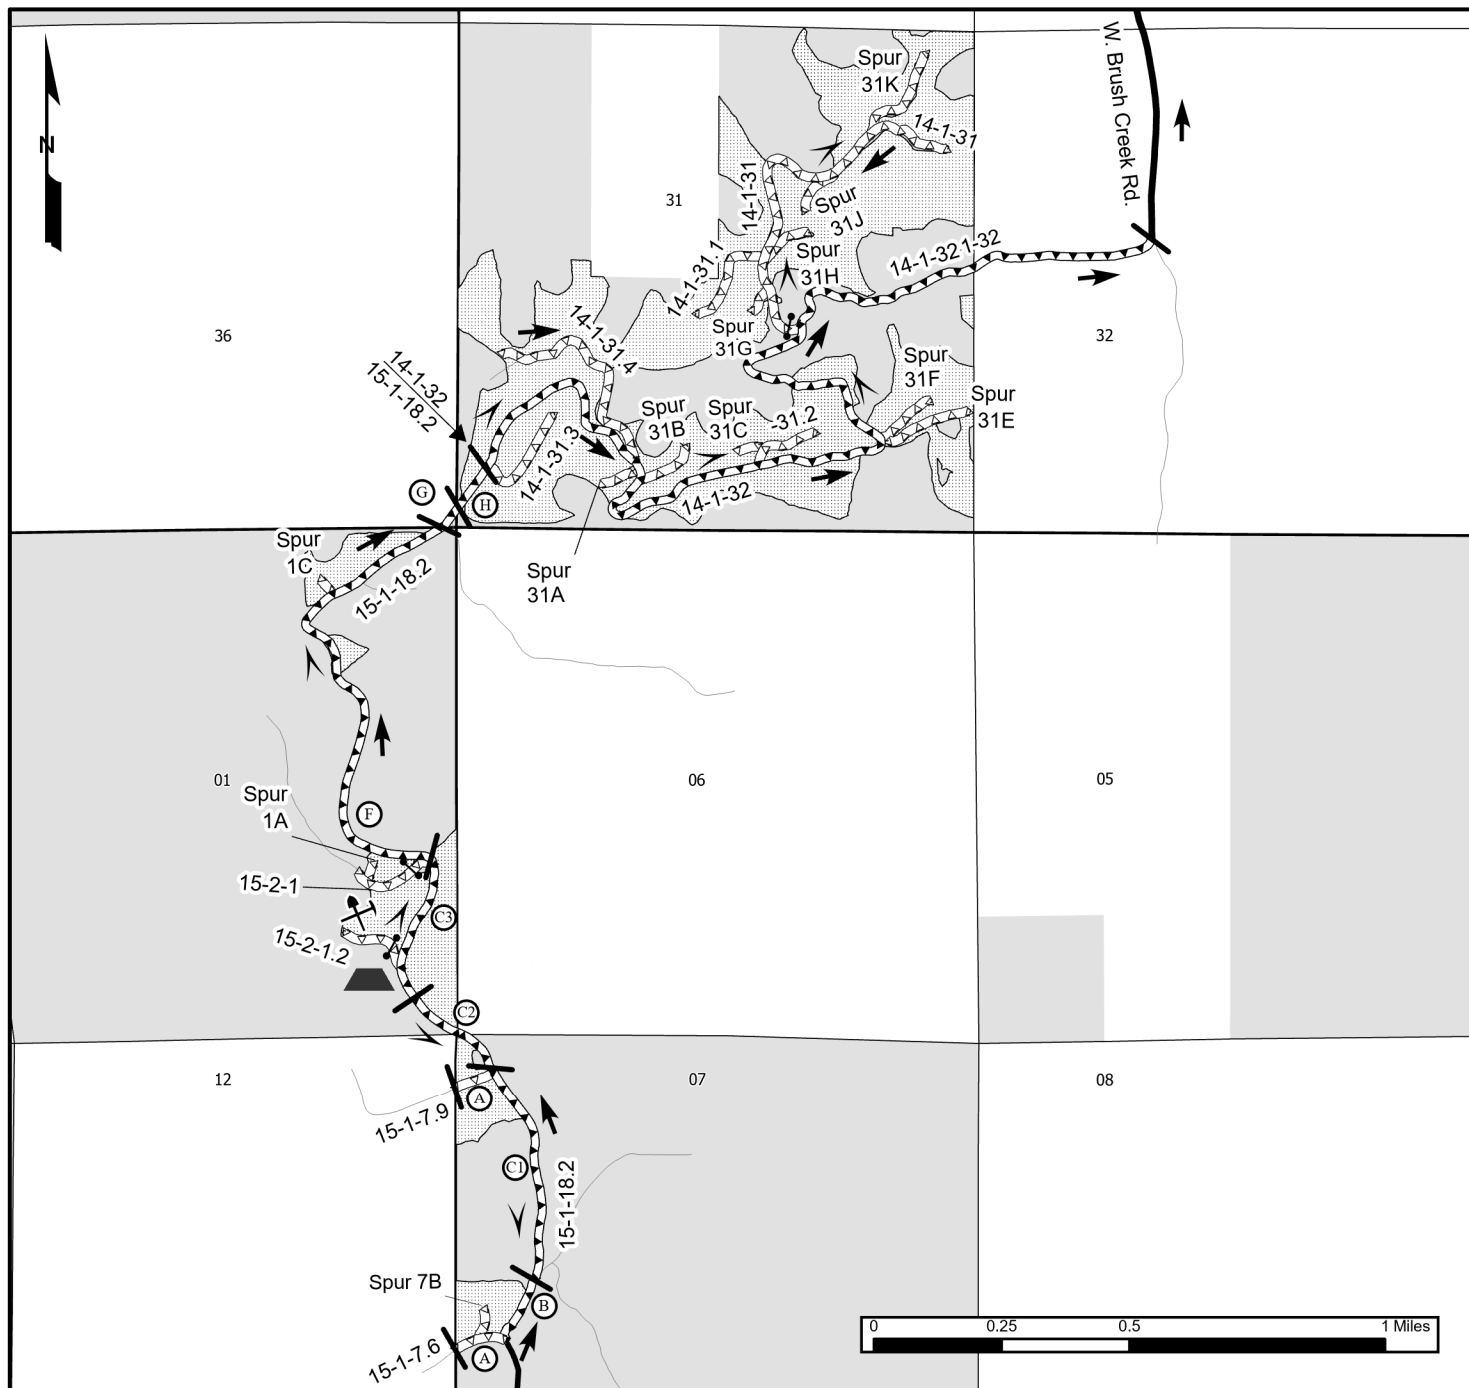 N
W. Brush Creek Rd.
Spur
31K
14-1-31
31
14-1-31
Spur
31J
Spur
31H
14-1-31.1
14-1-32
1-32
36
14-1-31.4
Spur
31G
32
14-1-32
15-1-18.2
Spur
31F
Spur
31E
Spur
31B
Spur
31C
-31.2
14-1-31.3
14-1-32
G
H
Spur
1C
15-1-18.2
Spur
31A
01
06
05
Spur
1A
F
15-2-1
C3
15-2-1.2
C2
12
07
08
A
15-1-7.9
C1
15-1-18.2
Spur 7B
B
15-1-7.6
A
0 0.25 0.5 1 Miles